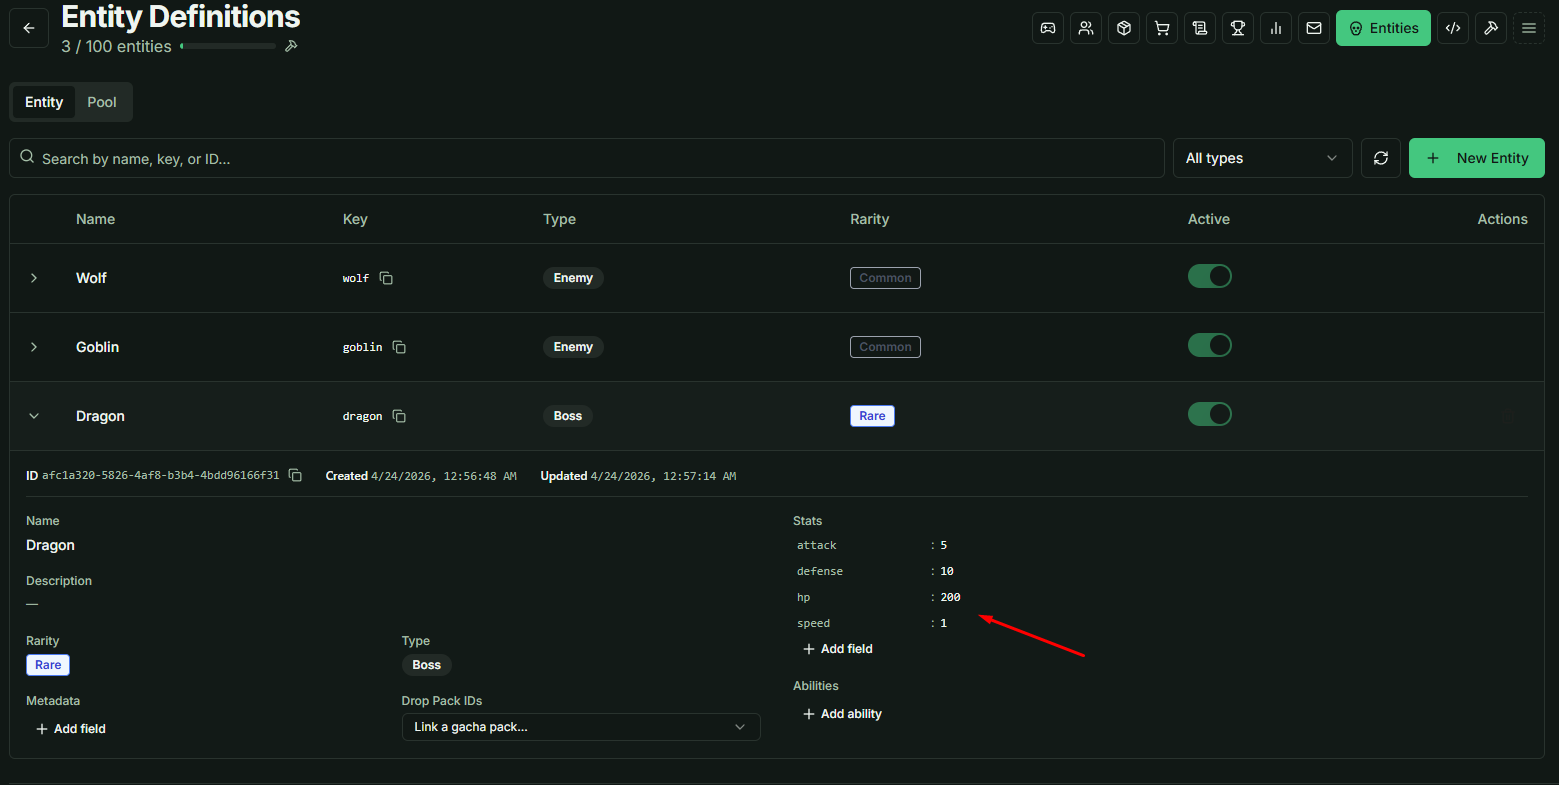 Entity Definitions
3 / 100 entities
Entities
Entity Pool
Search by name, key, or ID...
All types
New Entity
Name Key Type Rarity Active Actions
Wolf wolf Enemy Common
Goblin goblin Enemy Common
Dragon dragon Boss Rare
ID afc1a320-5826-4af8-b3b4-4bdd96166f31 Created 4/24/2026, 12:56:48 AM Updated 4/24/2026, 12:57:14 AM
Name
Dragon
Description
—
Rarity Type
Rare Boss
Metadata Drop Pack IDs
+ Add field Link a gacha pack...
Stats
attack : 5
defense : 10
hp : 200
speed : 1
+ Add field
Abilities
+ Add ability